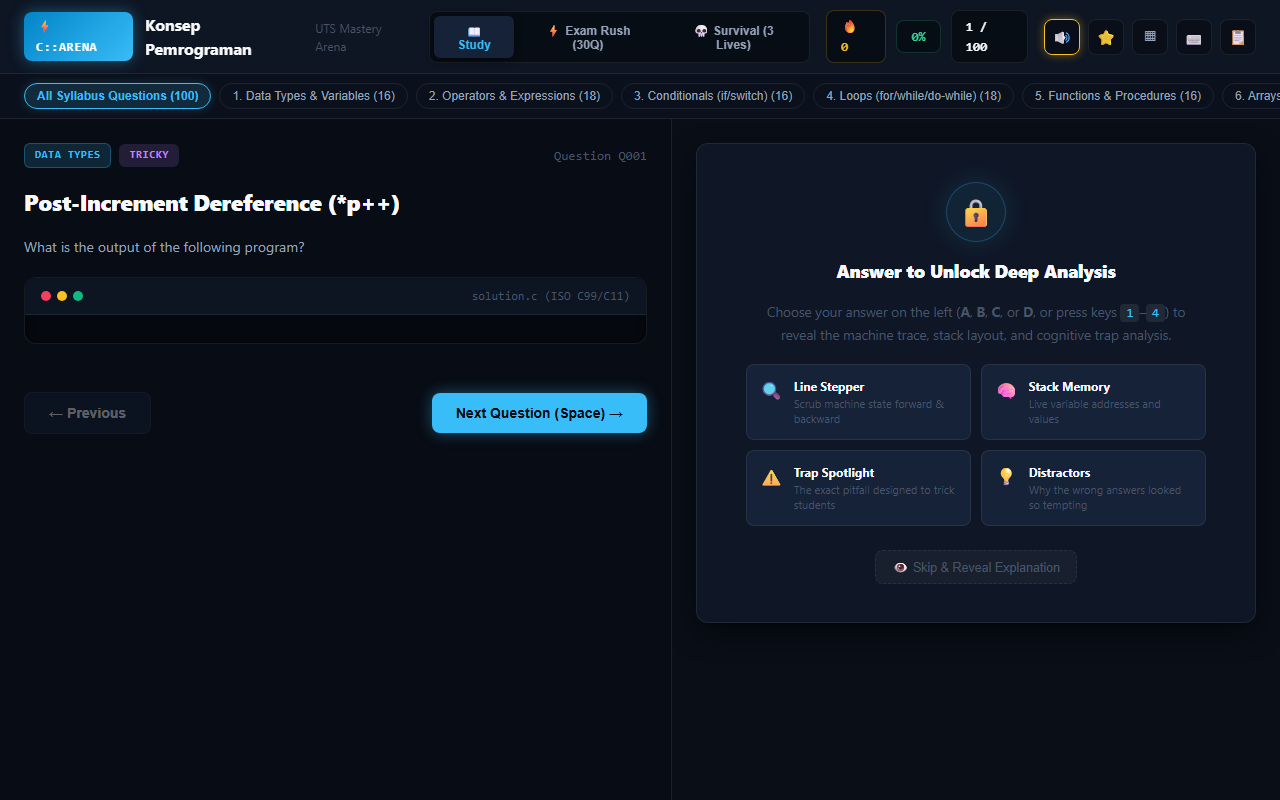 C::ARENA
Konsep
Pemrograman
UTS Mastery
Arena
Study
Exam Rush
(30Q)
Survival (3
Lives)
0
0%
1 /
100
All Syllabus Questions (100)
1. Data Types & Variables (16)
2. Operators & Expressions (18)
3. Conditionals (if/switch) (16)
4. Loops (for/while/do-while) (18)
5. Functions & Procedures (16)
6. Arrays
DATA TYPES
TRICKY
Question Q001
Post-Increment Dereference (*p++)
What is the output of the following program?
solution.c (ISO C99/C11)
← Previous
Next Question (Space) →
Answer to Unlock Deep Analysis
Choose your answer on the left (A, B, C, or D, or press keys 1–4) to
reveal the machine trace, stack layout, and cognitive trap analysis.
Line Stepper
Scrub machine state forward &
backward
Stack Memory
Live variable addresses and
values
Trap Spotlight
The exact pitfall designed to trick
students
Distractors
Why the wrong answers looked
so tempting
Skip & Reveal Explanation